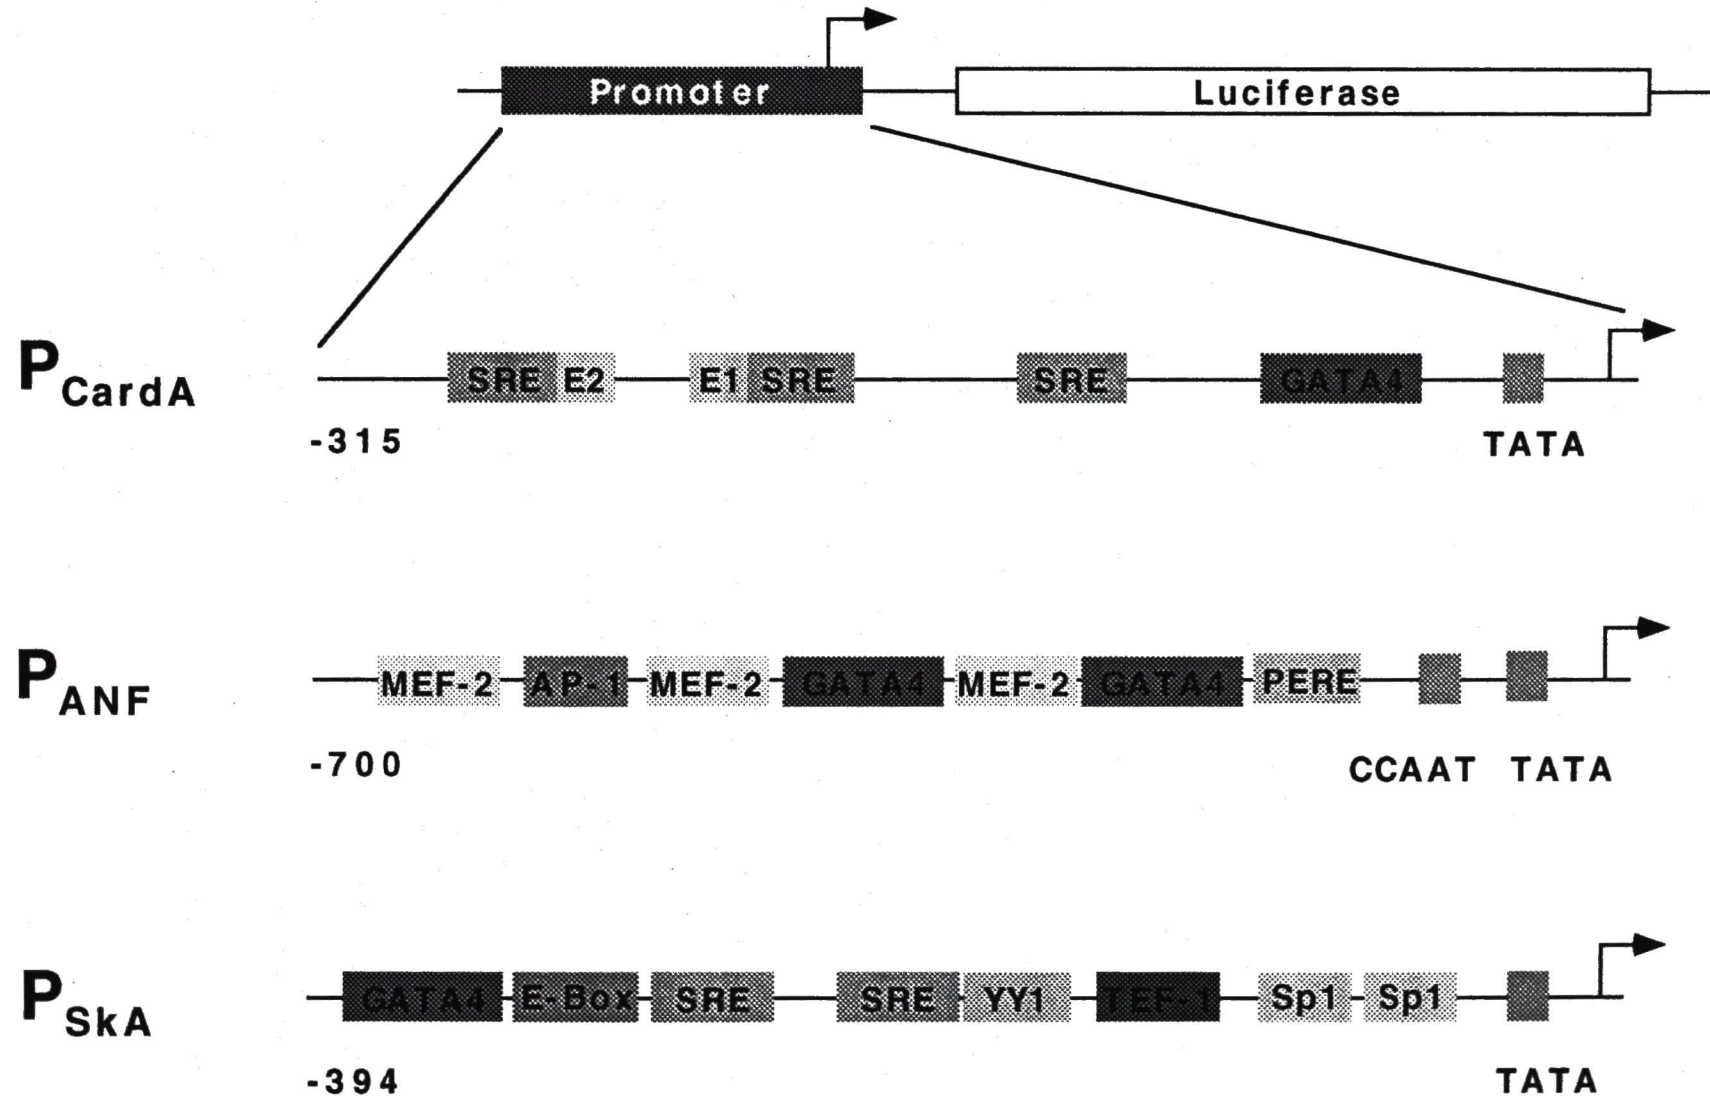 Promoter Luciferase
PCardA SRE E2 E1 SRE SRE GATA4
-315 TATA
PANF MEF-2 AP-1 MEF-2 GATA4 MEF-2 GATA4 PERE
-700 CCAAT TATA
PSkA GATA4 E-Box SRE SRE YY1 TEF-1 Sp1 Sp1
-394 TATA